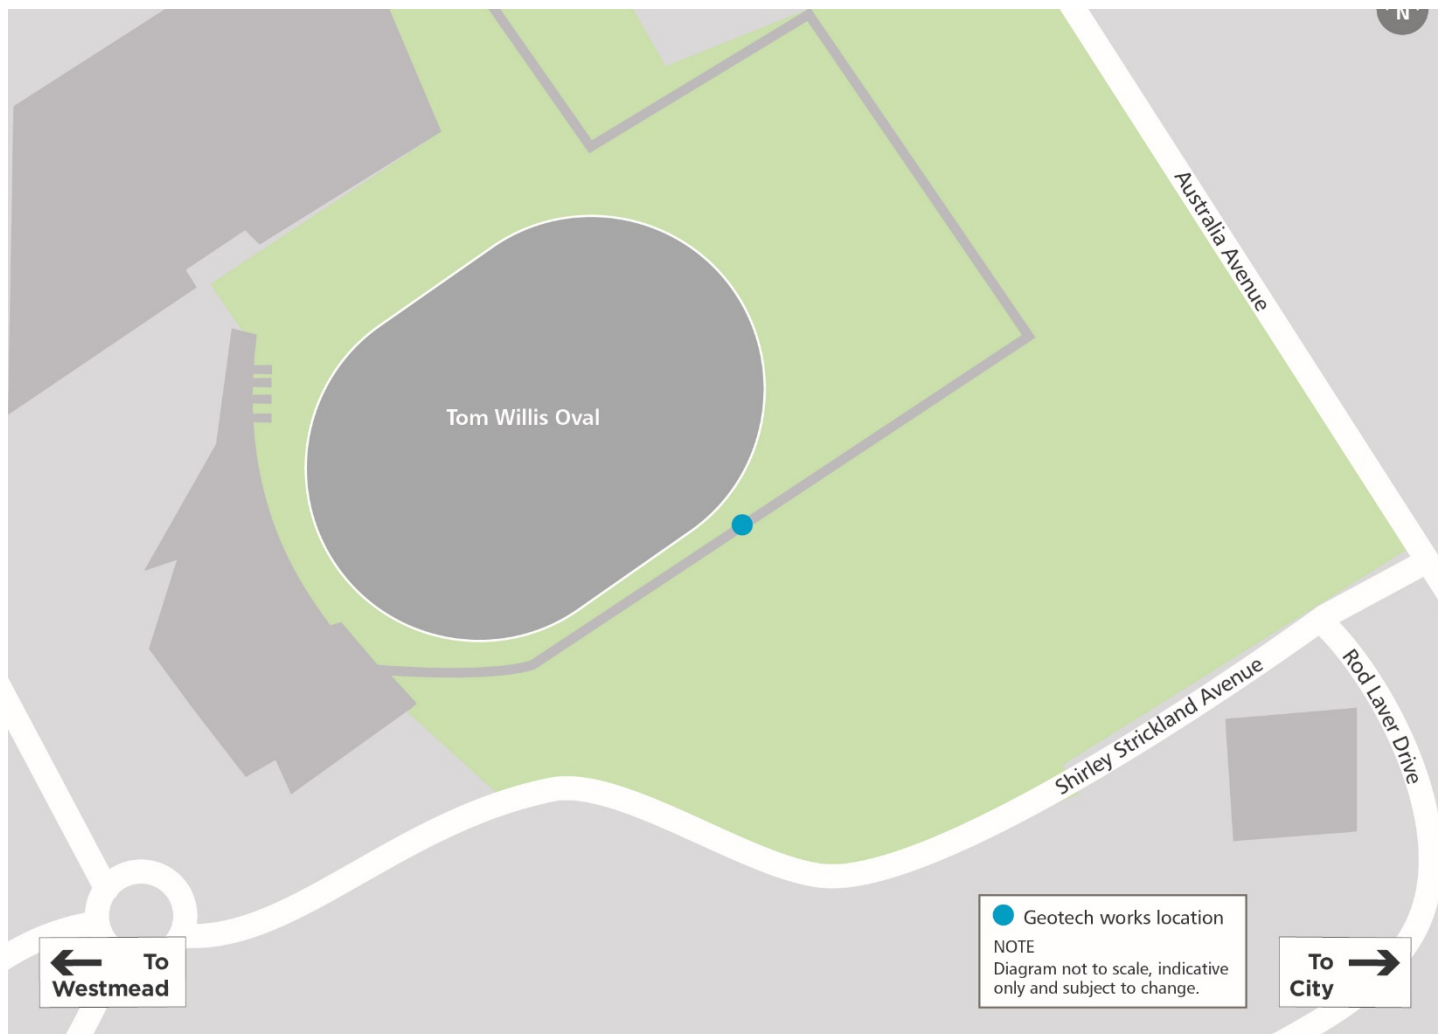 N
Australia Avenue
Tom Willis Oval
Rod Laver Drive
Shirley Strickland Avenue
Geotech works location
NOTE
Diagram not to scale, indicative
only and subject to change.
To
Westmead
To
City